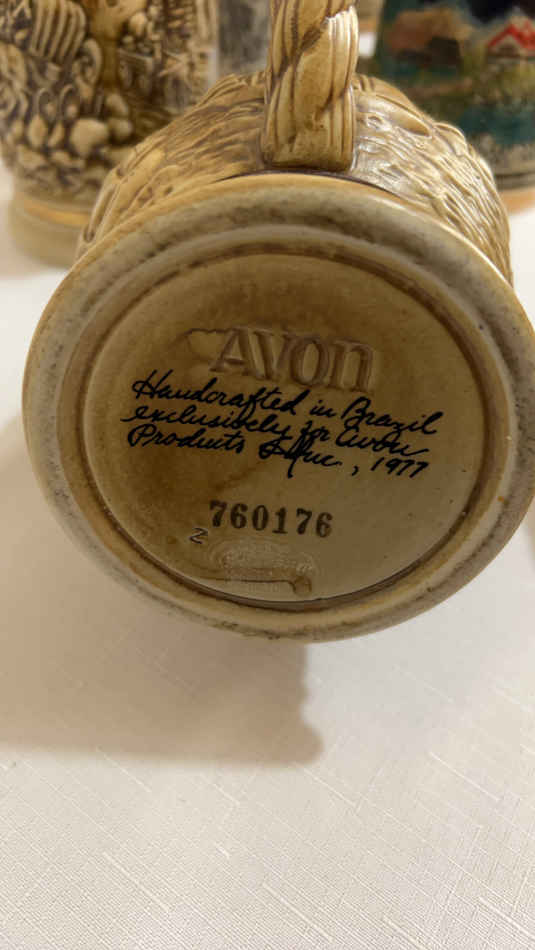 AVON
Handcrafted in Brazil
exclusively for Avon
Products Inc., 1977
760176
Z